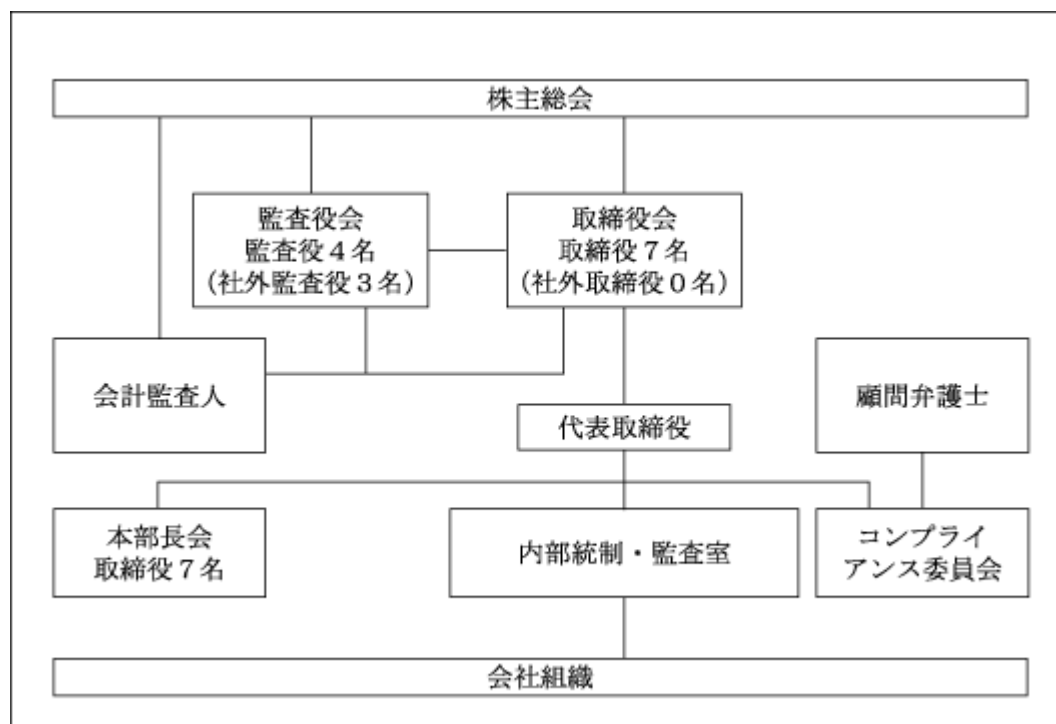 株主総会
監査役会
監査役４名
（社外監査役３名）
取締役会
取締役７名
（社外取締役０名）
会計監査人
顧問弁護士
代表取締役
本部長会
取締役７名
内部統制・監査室
コンプライ
アンス委員会
会社組織